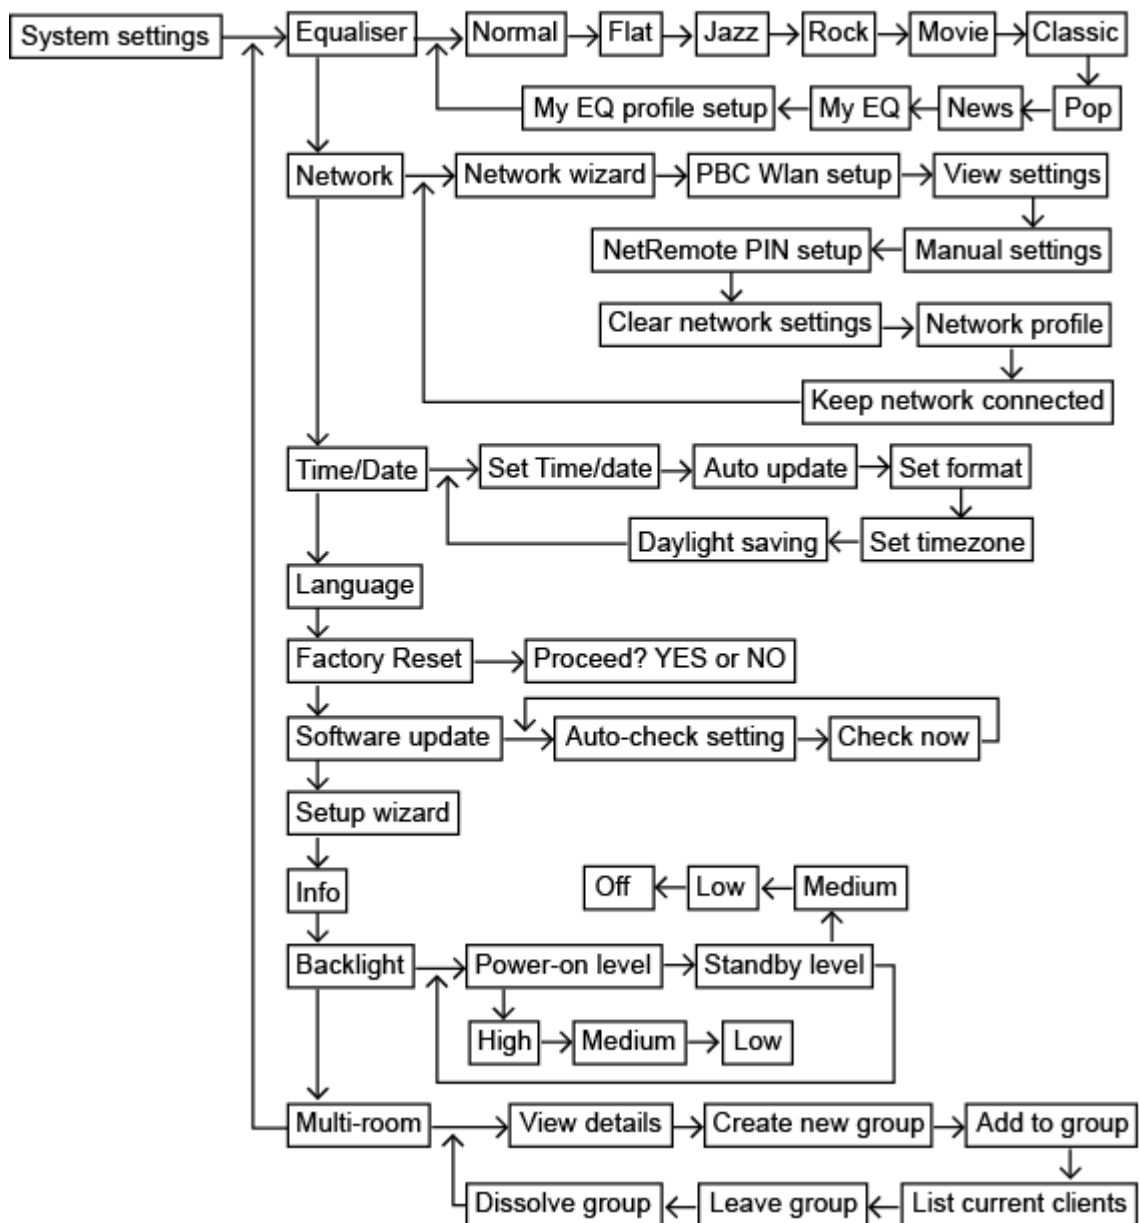 System settings
Equaliser
Normal
Flat
Jazz
Rock
Movie
Classic
My EQ profile setup
My EQ
News
Pop
Network
Network wizard
PBC Wlan setup
View settings
NetRemote PIN setup
Manual settings
Clear network settings
Network profile
Keep network connected
Time/Date
Set Time/date
Auto update
Set format
Daylight saving
Set timezone
Language
Factory Reset
Proceed? YES or NO
Software update
Auto-check setting
Check now
Setup wizard
Info
Off
Low
Medium
Backlight
Power-on level
Standby level
High
Medium
Low
Multi-room
View details
Create new group
Add to group
Dissolve group
Leave group
List current clients